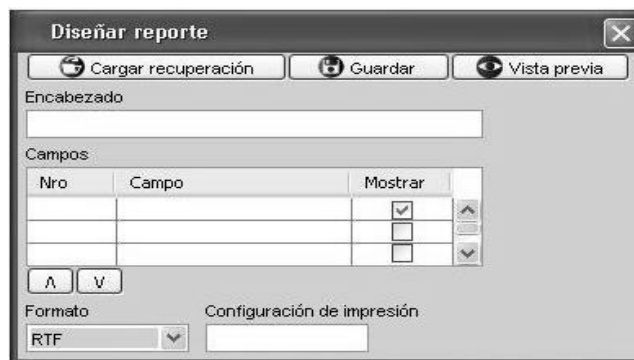 Diseñar reporte
Cargar recuperación Guardar Vista previa
Encabezado
Campos
Nro Campo Mostrar
Formato Configuración de impresión
RTF